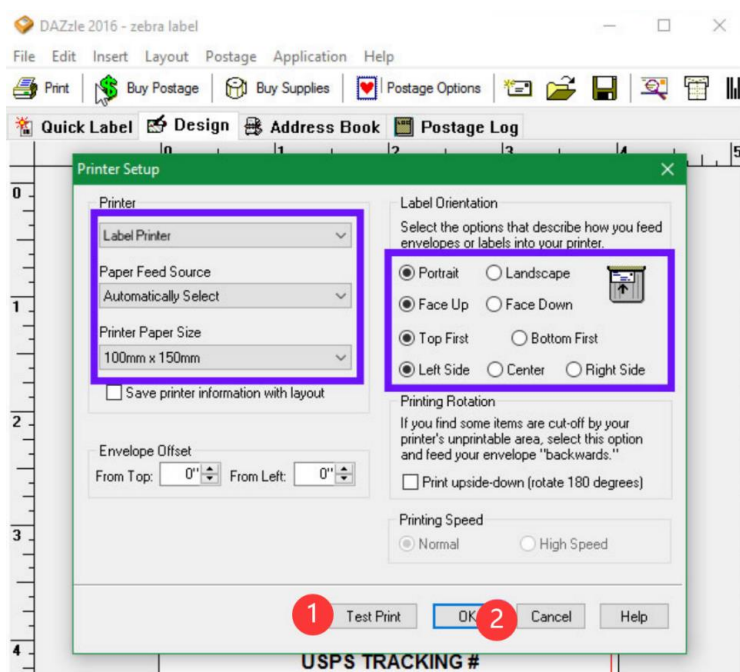 DAZzle 2016 - zebra label
File Edit Insert Layout Postage Application Help
Print Buy Postage Buy Supplies Postage Options
Quick Label Design Address Book Postage Log
0 1 2 3 4 5
Printer Setup
0
Printer
Label Printer
Paper Feed Source
Automatically Select
Printer Paper Size
100mm x 150mm
Save printer information with layout
Envelope Offset
From Top: 0" From Left: 0"
Label Orientation
Select the options that describe how you feed
envelopes or labels into your printer.
Portrait Landscape
Face Up Face Down
Top First Bottom First
Left Side Center Right Side
Printing Rotation
If you find some items are cut-off by your
printer's unprintable area, select this option
and feed your envelope "backwards."
Print upside-down (rotate 180 degrees)
Printing Speed
Normal High Speed
1
2
3
4
1 Test Print OK 2 Cancel Help
USPS TRACKING #